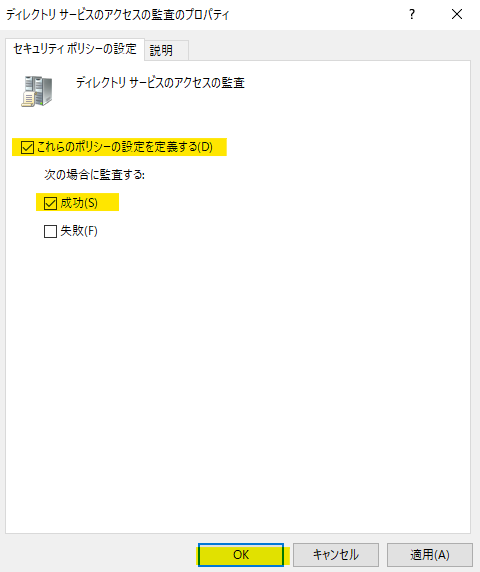 ディレクトリ サービスのアクセスの監査のプロパティ
?
セキュリティ ポリシーの設定
説明
ディレクトリ サービスのアクセスの監査
これらのポリシーの設定を定義する(D)
次の場合に監査する:
成功(S)
失敗(F)
OK
キャンセル
適用(A)